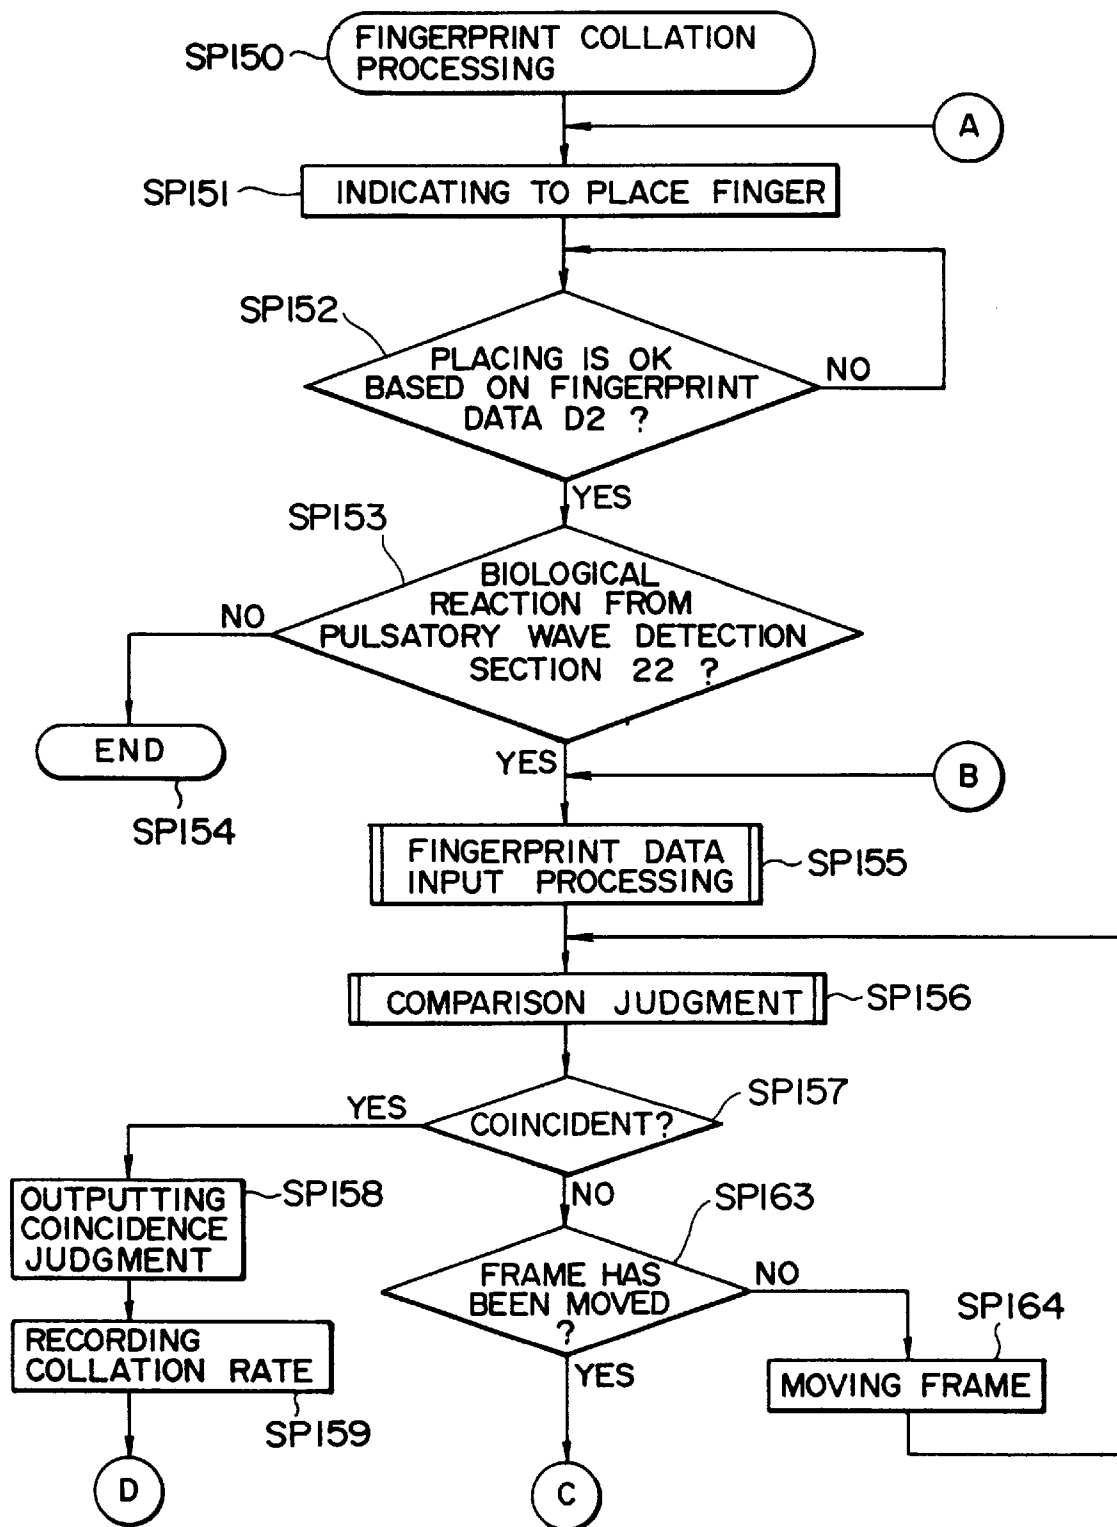 SP150
FINGERPRINT COLLATION
PROCESSING
A
SP151
INDICATING TO PLACE FINGER
SP152
PLACING IS OK
BASED ON FINGERPRINT
DATA D2 ?
NO
YES
SP153
BIOLOGICAL
REACTION FROM
PULSATORY WAVE DETECTION
SECTION 22 ?
NO
END
SP154
YES
B
FINGERPRINT DATA
INPUT PROCESSING
SP155
COMPARISON JUDGMENT
SP156
SP157
COINCIDENT?
YES
NO
OUTPUTTING
COINCIDENCE
JUDGMENT
SP158
SP163
FRAME HAS
BEEN MOVED
?
NO
YES
SP164
MOVING FRAME
RECORDING
COLLATION RATE
SP159
D
C